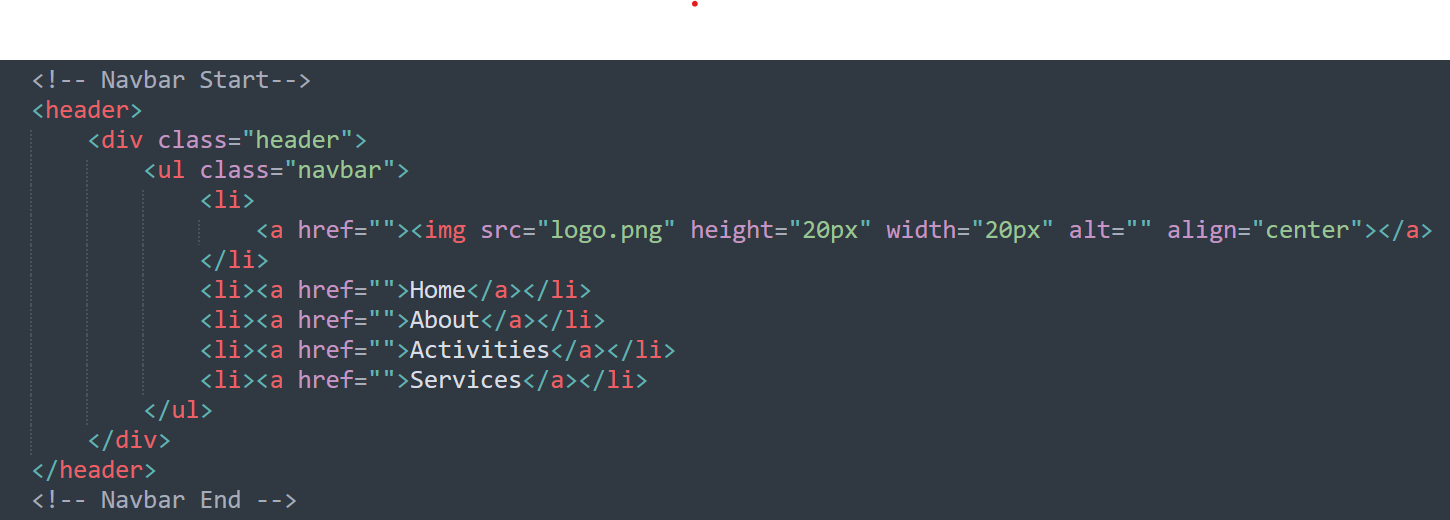 <!-- Navbar Start-->
<header>
<div class="header">
<ul class="navbar">
<li>
<a href=""><img src="logo.png" height="20px" width="20px" alt="" align="center"></a>
</li>
<li><a href="">Home</a></li>
<li><a href="">About</a></li>
<li><a href="">Activities</a></li>
<li><a href="">Services</a></li>
</ul>
</div>
</header>
<!-- Navbar End -->